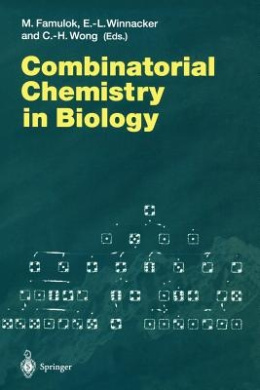 M. Famulok, E.-L.Winnacker
and C.-H. Wong (Eds.)
Combinatorial
Chemistry
in Biology
Springer